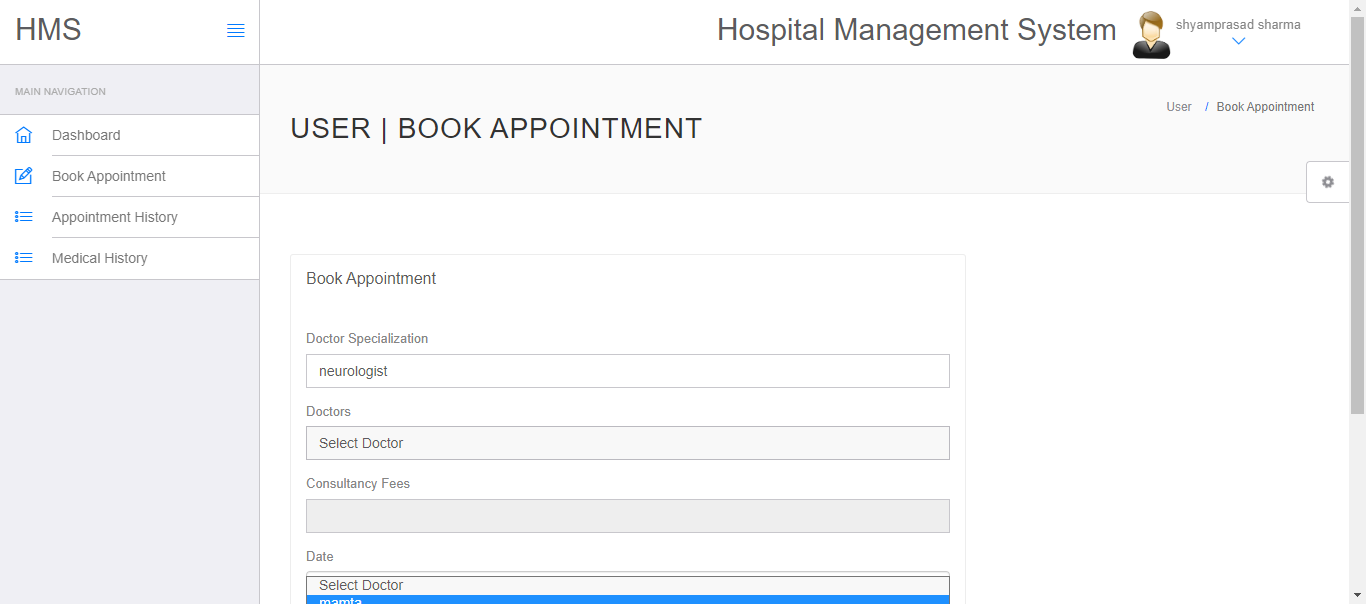 HMS
Hospital Management System
shyamprasad sharma
MAIN NAVIGATION
Dashboard
Book Appointment
Appointment History
Medical History
USER | BOOK APPOINTMENT
User / Book Appointment
Book Appointment
Doctor Specialization
neurologist
Doctors
Select Doctor
Consultancy Fees
Date
Select Doctor
mamta